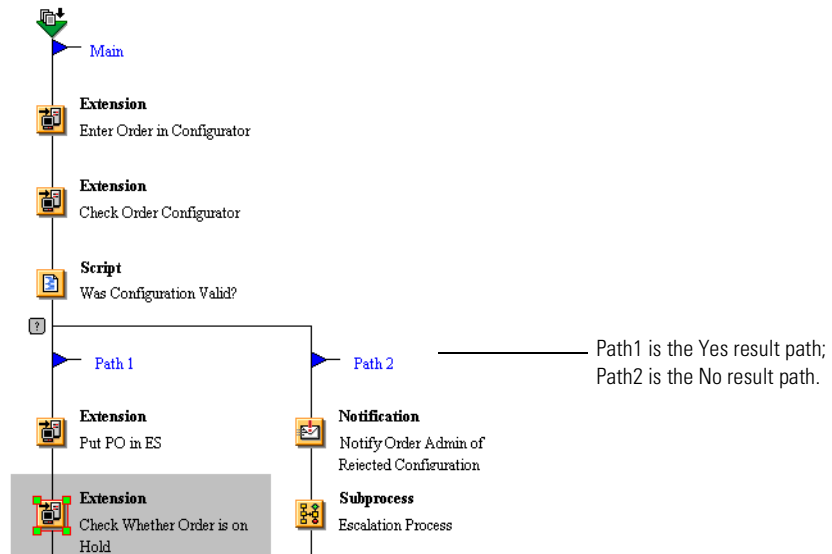 Main
Extension
Enter Order in Configurator
Extension
Check Order Configurator
Script
Was Configuration Valid?
?
Path 1
Path 2
Path1 is the Yes result path;
Path2 is the No result path.
Extension
Put PO in ES
Notification
Notify Order Admin of
Rejected Configuration
Extension
Check Whether Order is on
Hold
Subprocess
Escalation Process